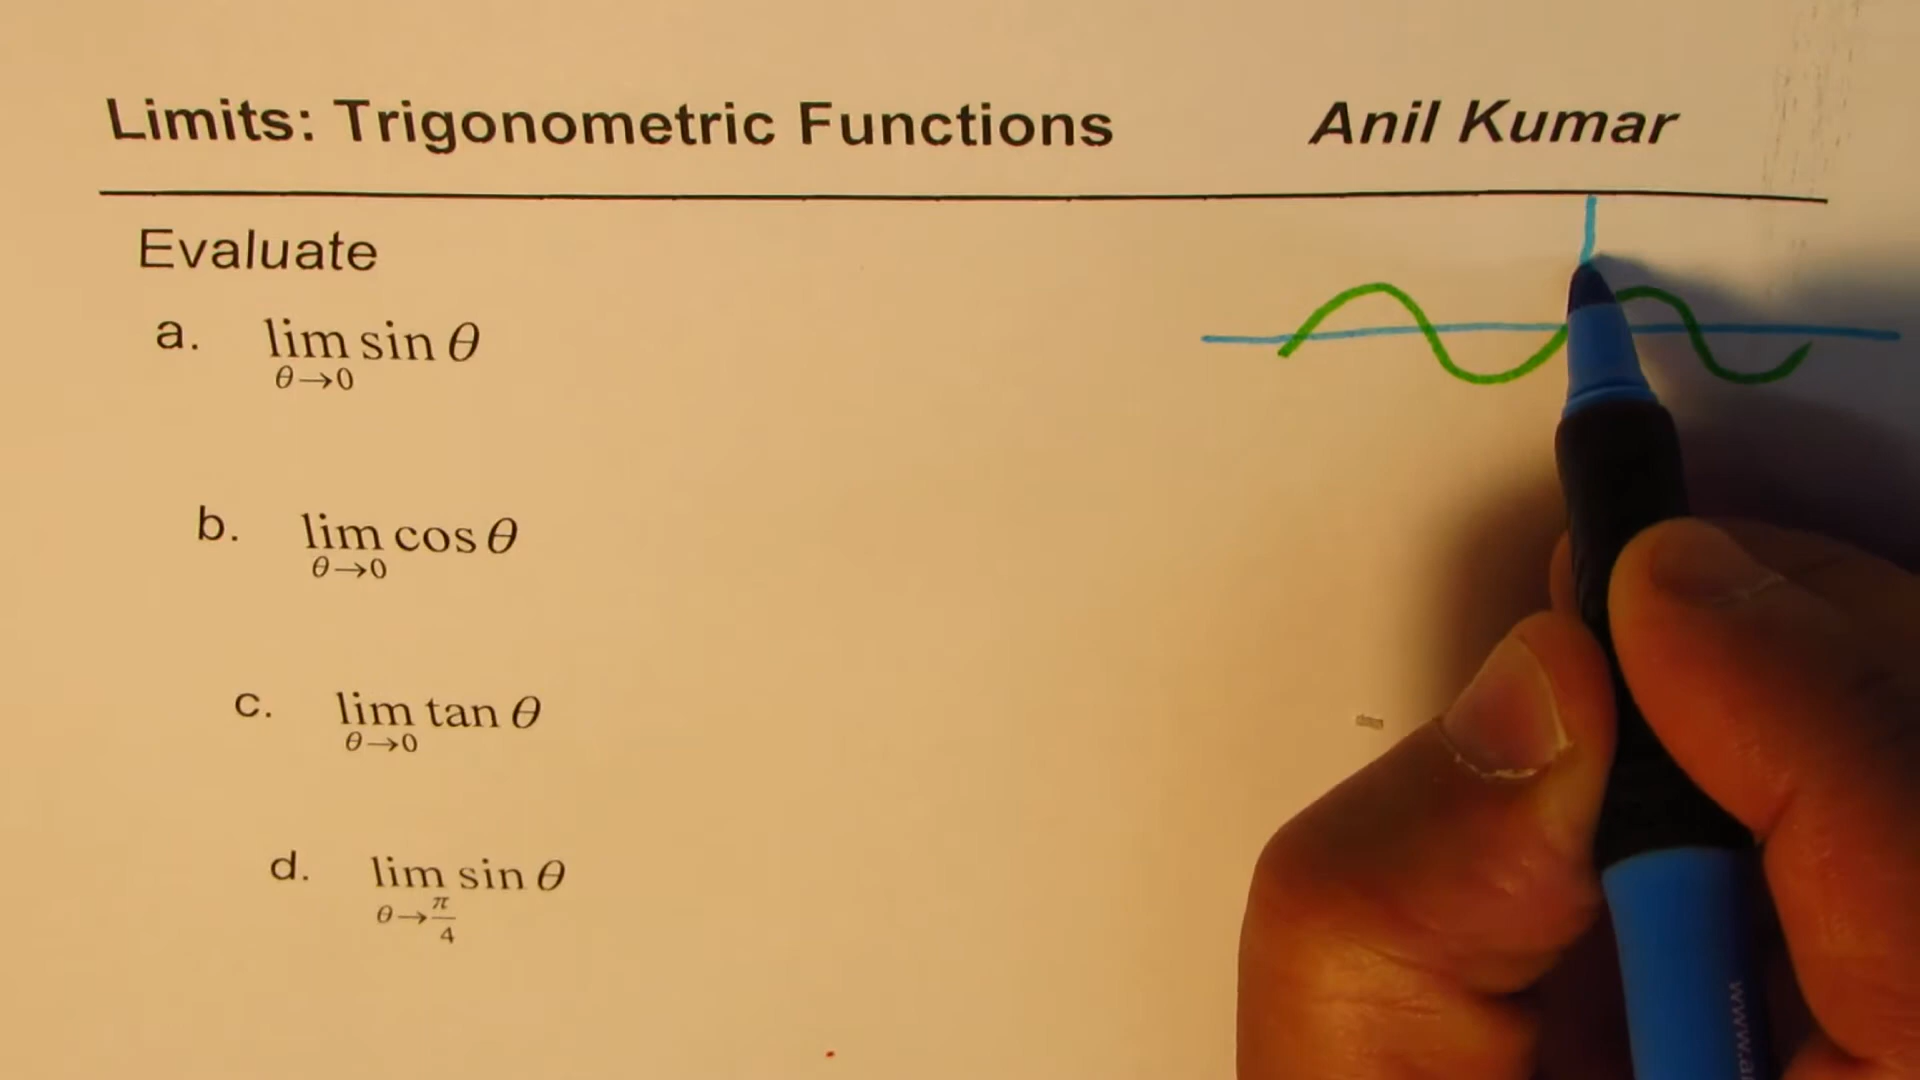 Limits: Trigonometric Functions Anil Kumar
Evaluate
a. lim sin θ
θ→0
b. lim cos θ
θ→0
c. lim tan θ
θ→0
d. lim sin θ
θ→π/4